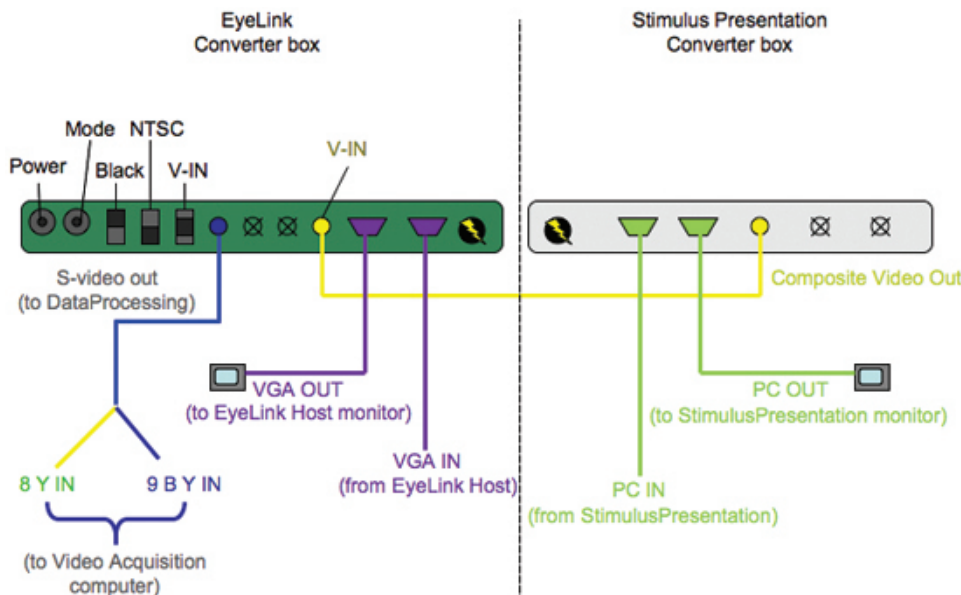 EyeLink
Converter box
Stimulus Presentation
Converter box
Mode NTSC
Power
Black
V-IN
V-IN
S-video out
(to DataProcessing)
Composite Video Out
VGA OUT
(to EyeLink Host monitor)
PC OUT
(to StimulusPresentation monitor)
VGA IN
(from EyeLink Host)
8 Y IN
9 B Y IN
PC IN
(from StimulusPresentation)
(to Video Acquisition
computer)